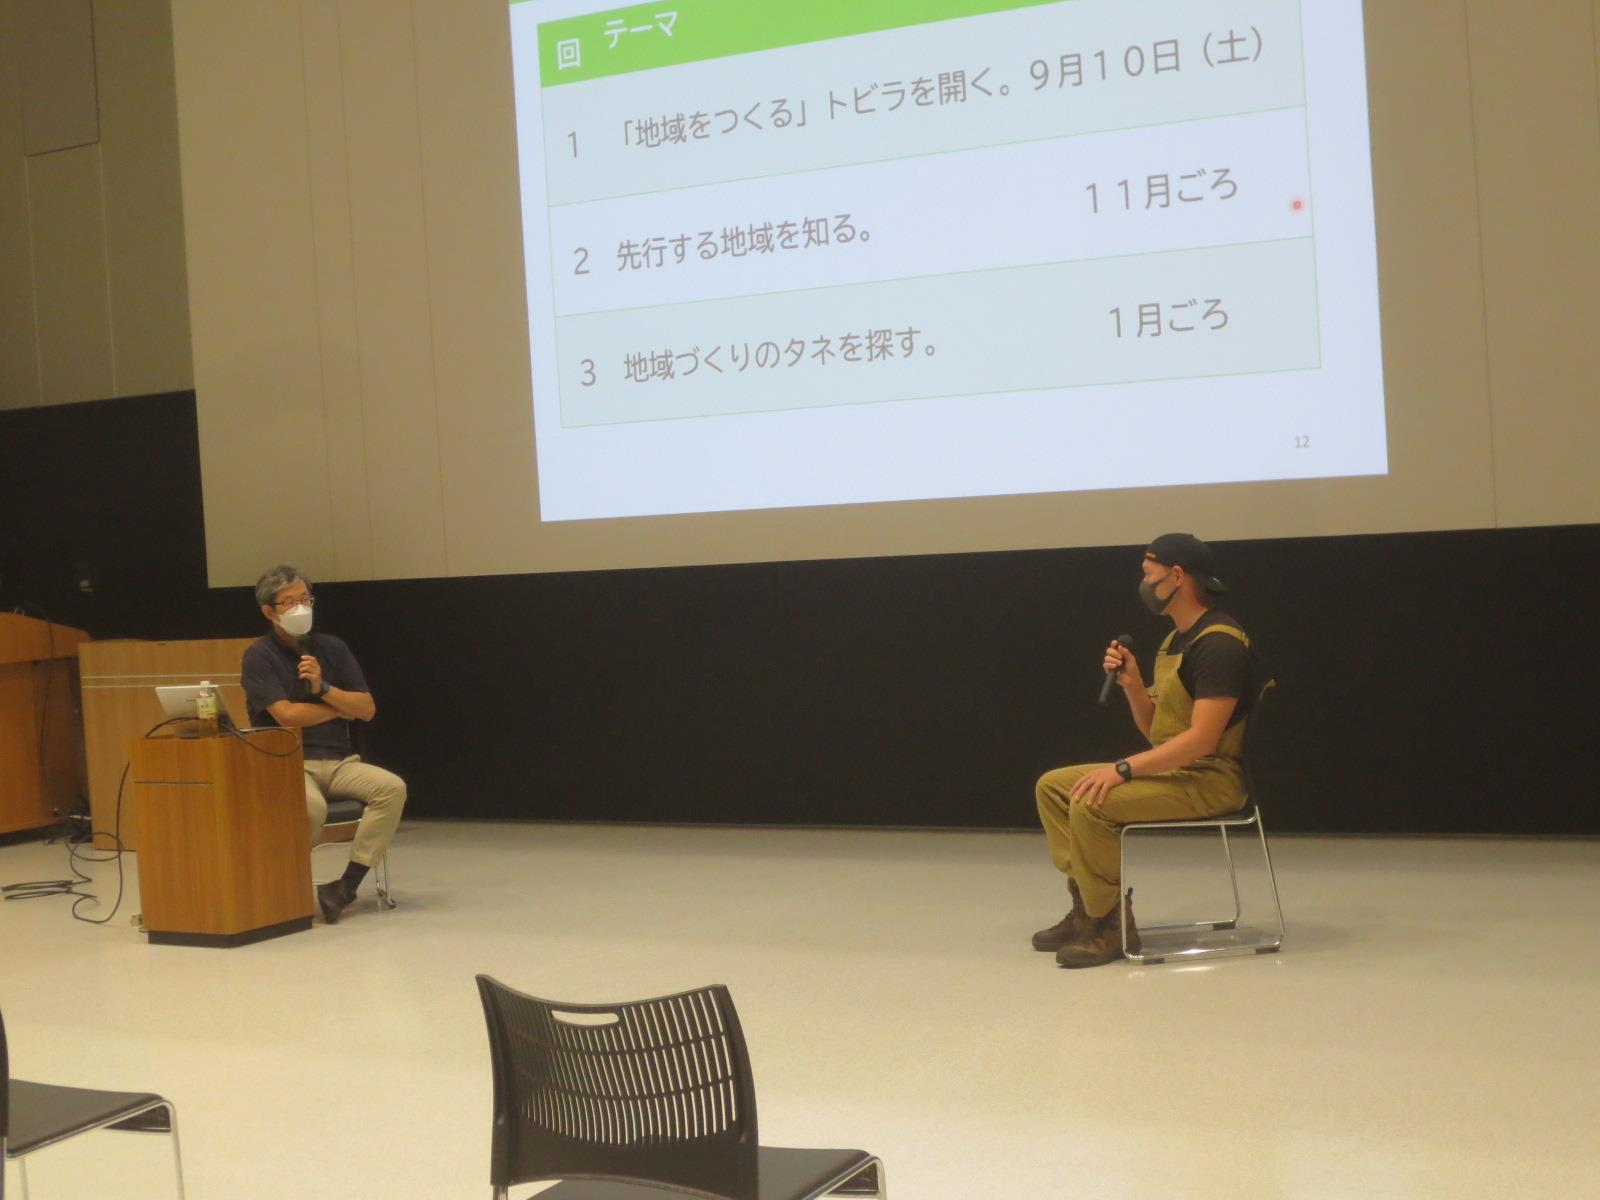 回 テーマ
1 「地域をつくる」トビラを開く。 9月10日（土）
2 先行する地域を知る。 11月ごろ
3 地域づくりのタネを探す。 1月ごろ
12